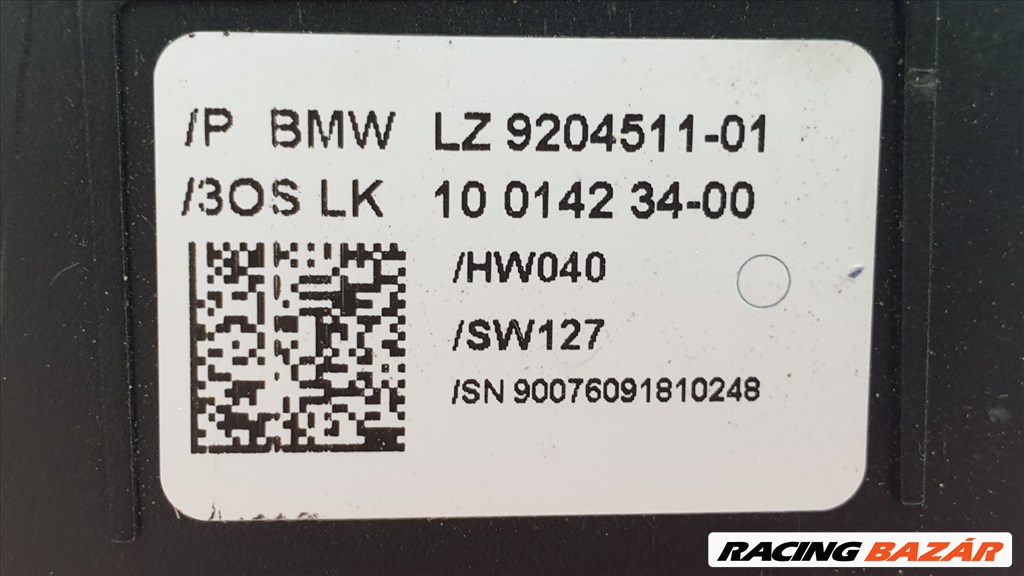 /P BMW LZ 9204511-01
/3OS LK 10 0142 34-00
/HW040
/SW127
/SN 90076091810248
RACING BAZÁR